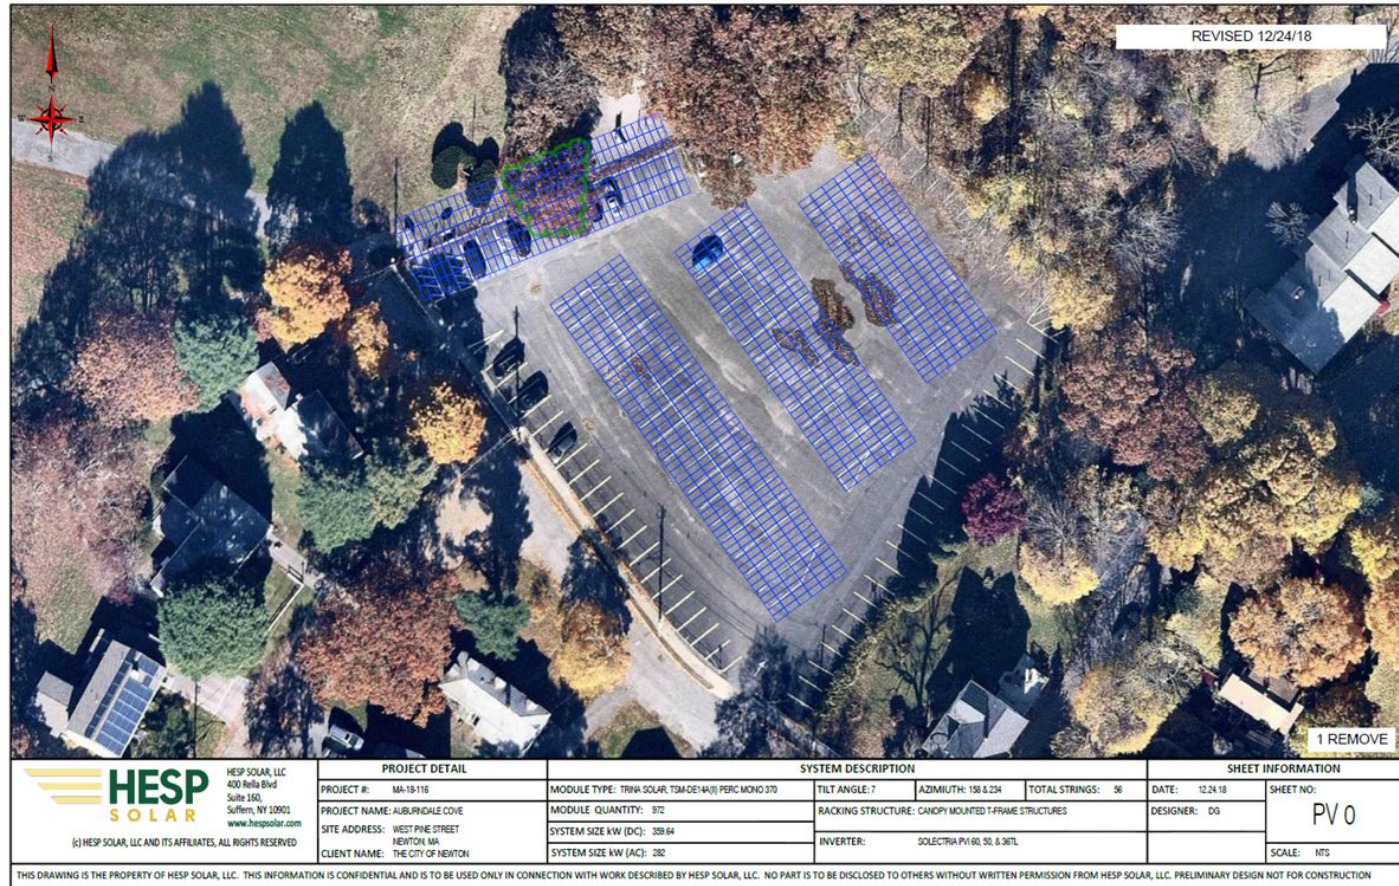 REVISED 12/24/18
N
W
E
S
1 REMOVE
HESP
SOLAR
HESP SOLAR, LLC
400 Rella Blvd
Suite 160,
Suffern, NY 10901
www.hespsolar.com
(c) HESP SOLAR, LLC AND ITS AFFILIATES, ALL RIGHTS RESERVED
PROJECT DETAIL
PROJECT #: MA-18-116
PROJECT NAME: AUBURNDALE COVE
SITE ADDRESS: WEST PINE STREET
NEWTON, MA
CLIENT NAME: THE CITY OF NEWTON
SYSTEM DESCRIPTION
MODULE TYPE: TRINA SOLAR, TSM-DE14A(II) PERC MONO 370
MODULE QUANTITY: 972
SYSTEM SIZE kW (DC): 359.64
SYSTEM SIZE kW (AC): 282
TILT ANGLE: 7
AZIMUTH: 158 & 234
TOTAL STRINGS: 56
RACKING STRUCTURE: CANOPY MOUNTED T-FRAME STRUCTURES
INVERTER: SOLECTRIA PVI 60, 50, & 36TL
SHEET INFORMATION
DATE: 12.24.18
DESIGNER: DG
SHEET NO:
PV 0
SCALE: NTS
THIS DRAWING IS THE PROPERTY OF HESP SOLAR, LLC. THIS INFORMATION IS CONFIDENTIAL AND IS TO BE USED ONLY IN CONNECTION WITH WORK DESCRIBED BY HESP SOLAR, LLC. NO PART IS TO BE DISCLOSED TO OTHERS WITHOUT WRITTEN PERMISSION FROM HESP SOLAR, LLC. PRELIMINARY DESIGN NOT FOR CONSTRUCTION